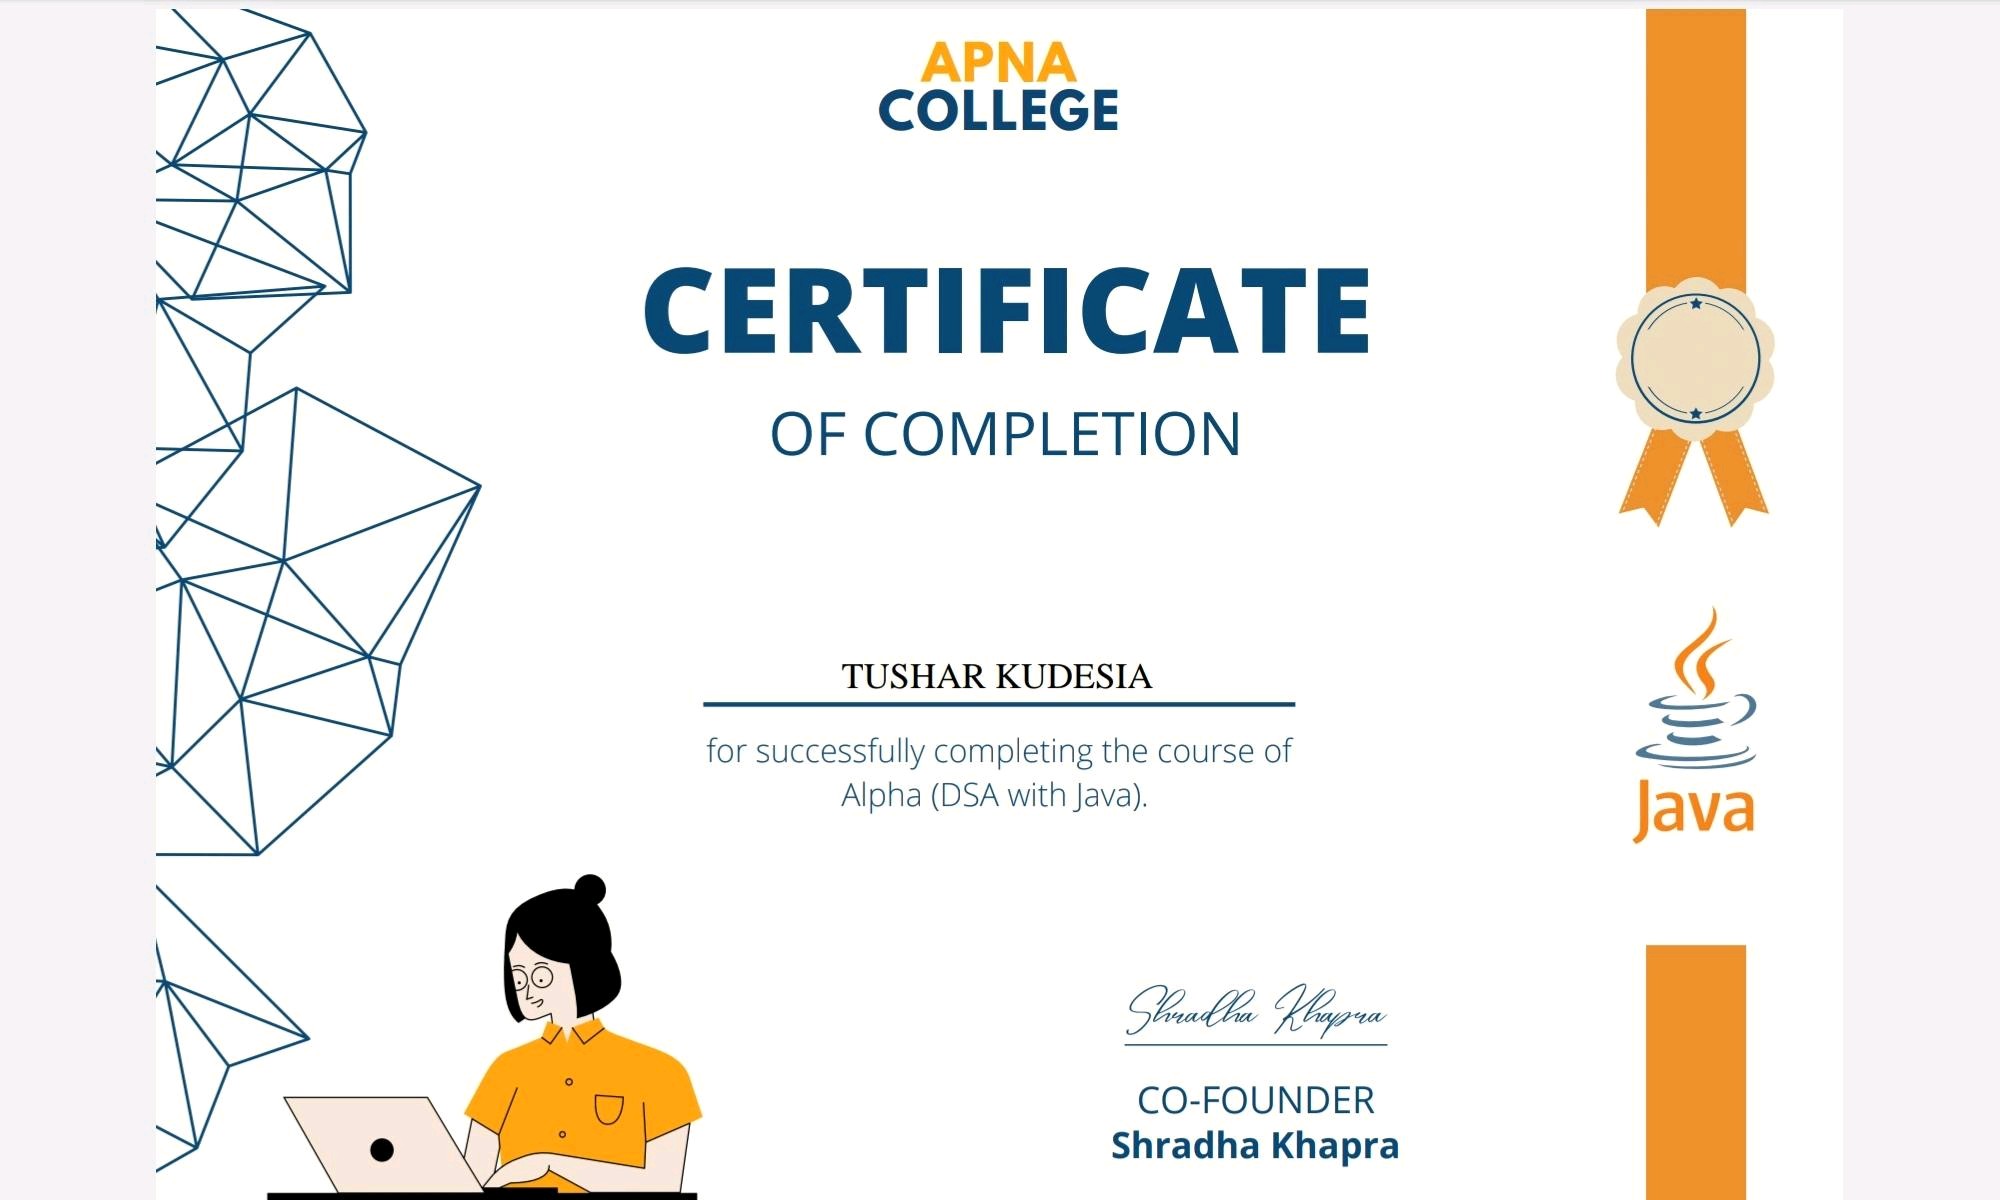 APNA
COLLEGE
CERTIFICATE
OF COMPLETION
TUSHAR KUDESIA
for successfully completing the course of
Alpha (DSA with Java).
Java
Shradha Khapra
CO-FOUNDER
Shradha Khapra